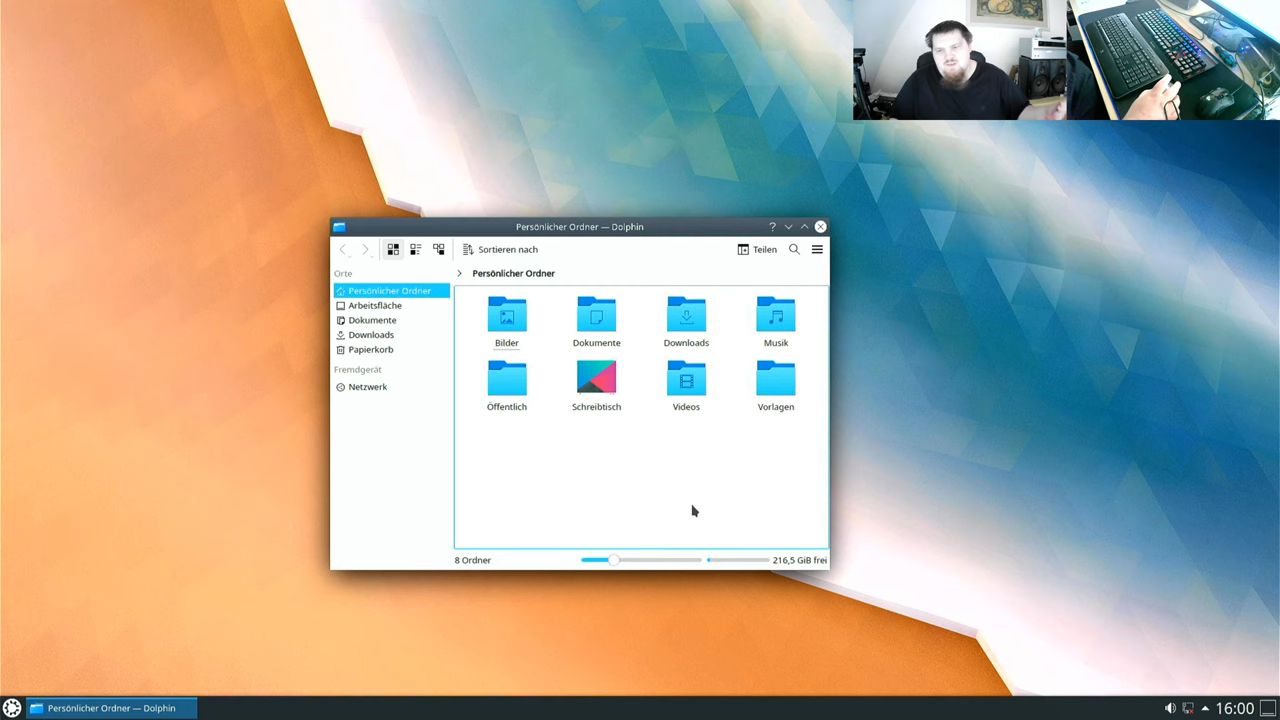 Persönlicher Ordner — Dolphin
Sortieren nach
Teilen
Orte
Persönlicher Ordner
Arbeitsfläche
Dokumente
Downloads
Papierkorb
Fremdgerät
Netzwerk
Persönlicher Ordner
Bilder
Dokumente
Downloads
Musik
Öffentlich
Schreibtisch
Videos
Vorlagen
8 Ordner
216,5 GiB frei
Persönlicher Ordner — Dolphin
16:00